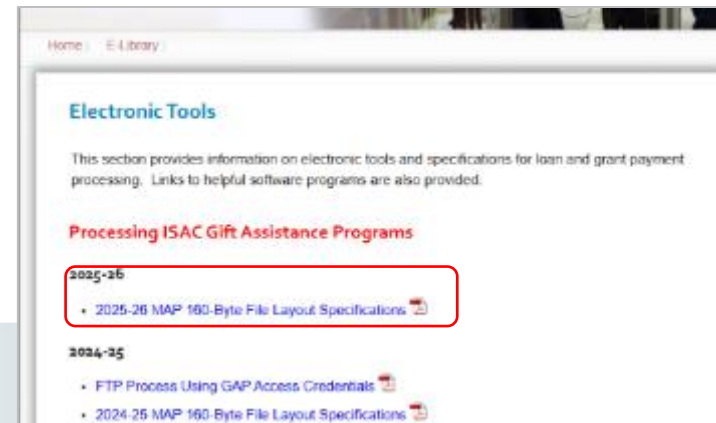 Home E-Library
Electronic Tools
This section provides information on electronic tools and specifications for loan and grant payment
processing. Links to helpful software programs are also provided.
Processing ISAC Gift Assistance Programs
2025-26
• 2025-26 MAP 160-Byte File Layout Specifications
2024-25
• FTP Process Using GAP Access Credentials
• 2024-25 MAP 160-Byte File Layout Specifications